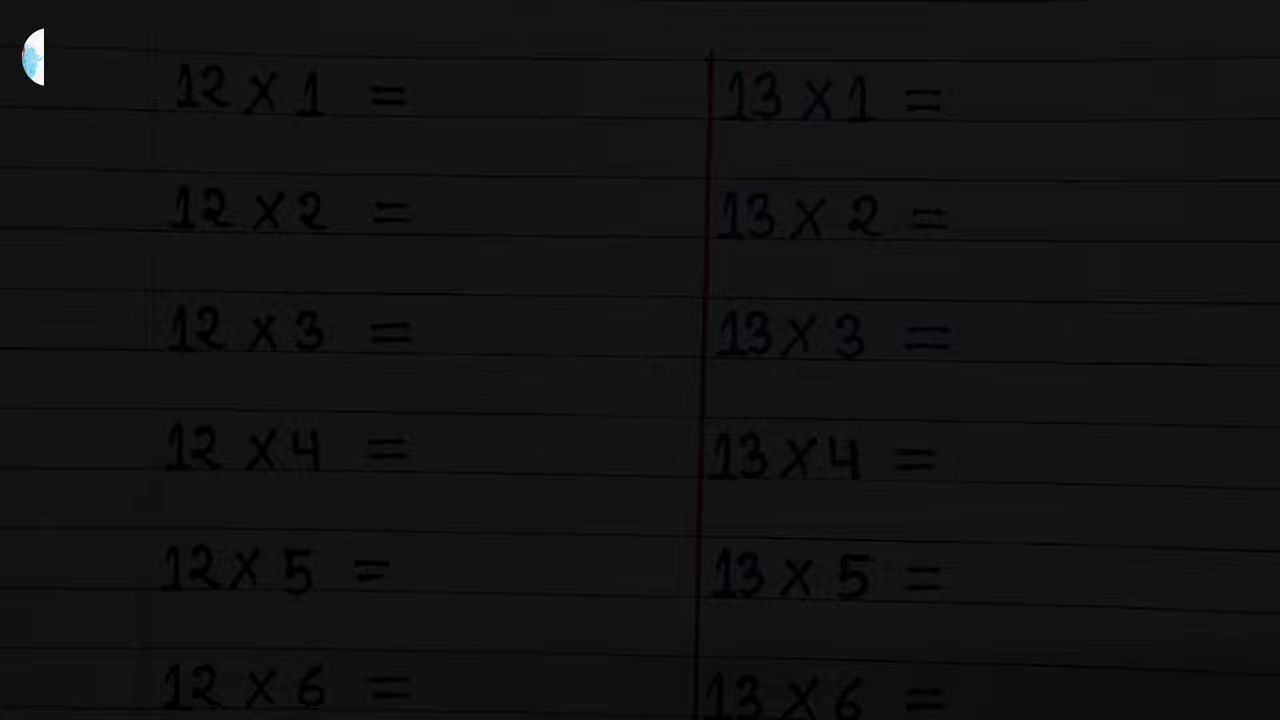 12 x 1 =
12 x 2 =
12 x 3 =
12 x 4 =
12 x 5 =
12 x 6 =
13 x 1 =
13 x 2 =
13 x 3 =
13 x 4 =
13 x 5 =
13 x 6 =